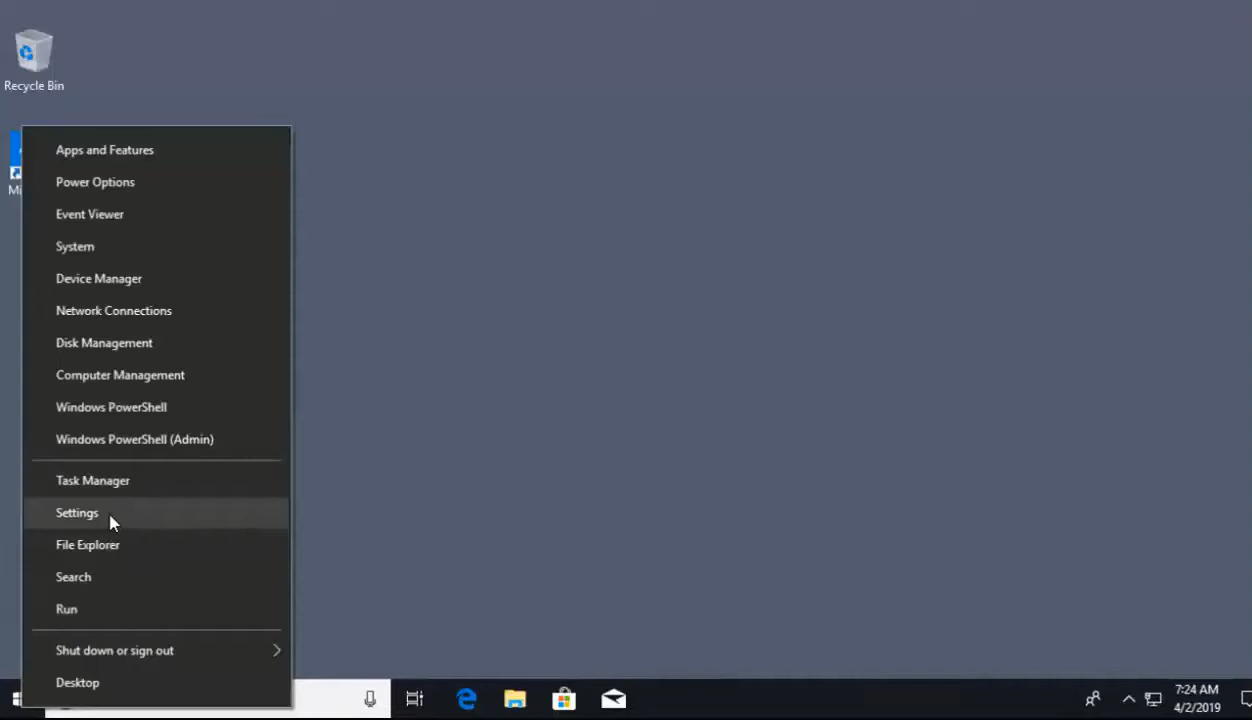 Recycle Bin
Mi
Apps and Features
Power Options
Event Viewer
System
Device Manager
Network Connections
Disk Management
Computer Management
Windows PowerShell
Windows PowerShell (Admin)
Task Manager
Settings
File Explorer
Search
Run
Shut down or sign out
Desktop
7:24 AM
4/2/2019